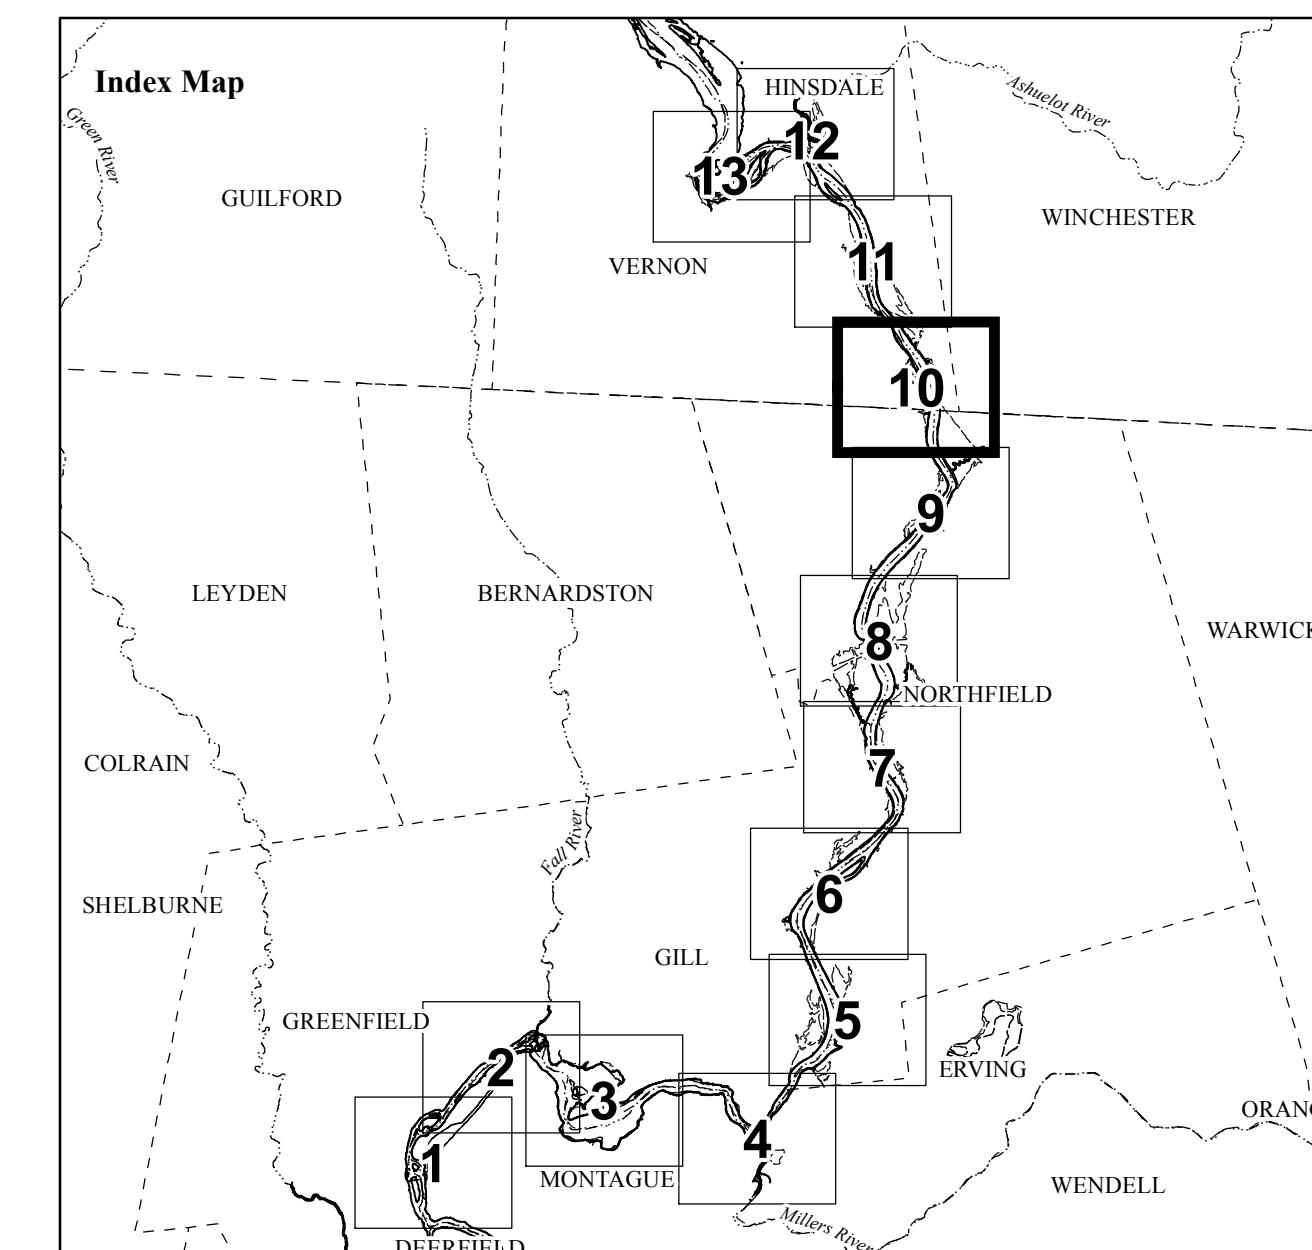 Index Map
HINSDALE
Ashuelot River
Green River
12
13
GUILFORD
WINCHESTER
11
VERNON
10
9
LEYDEN
BERNARDSTON
WARWICK
8
NORTHFIELD
COLRAIN
7
Fall River
6
SHELBURNE
GILL
GREENFIELD
5
2
ERVING
3
ORAN
4
1
MONTAGUE
WENDELL
Millers River
DEERFIELD